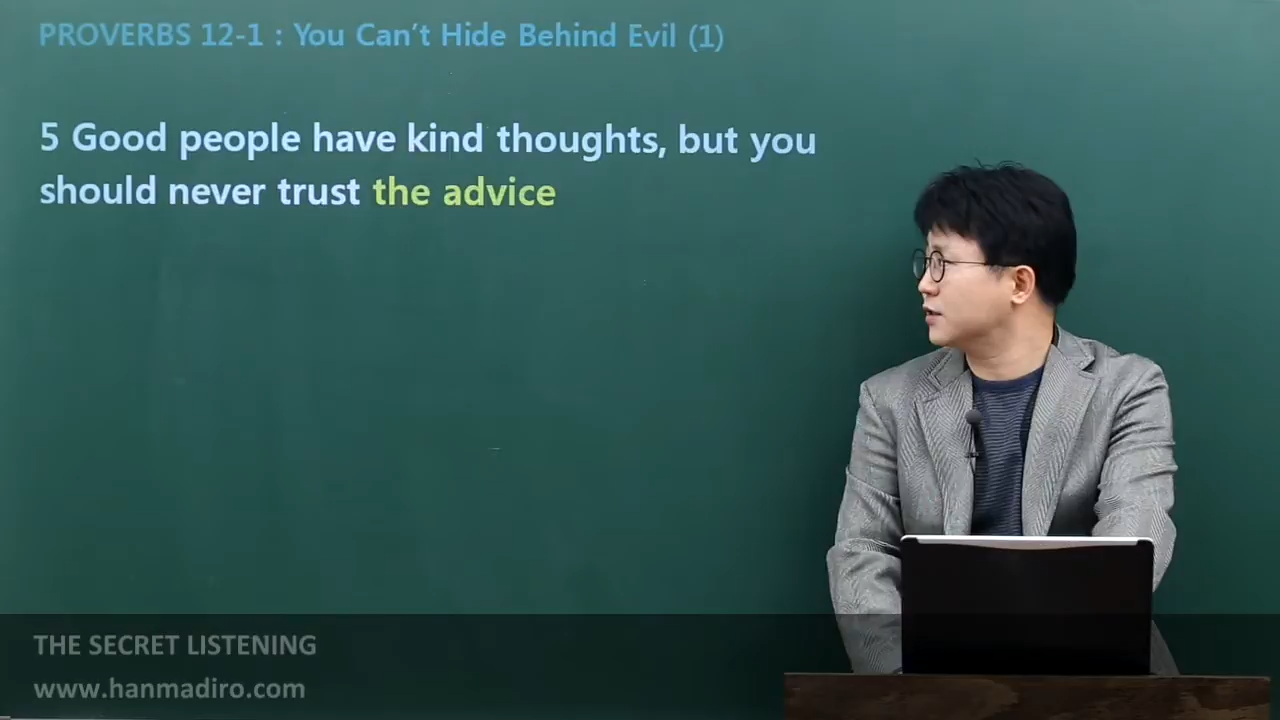 PROVERBS 12-1 : You Can't Hide Behind Evil (1)
5 Good people have kind thoughts, but you
should never trust the advice
THE SECRET LISTENING
www.hanmadiro.com